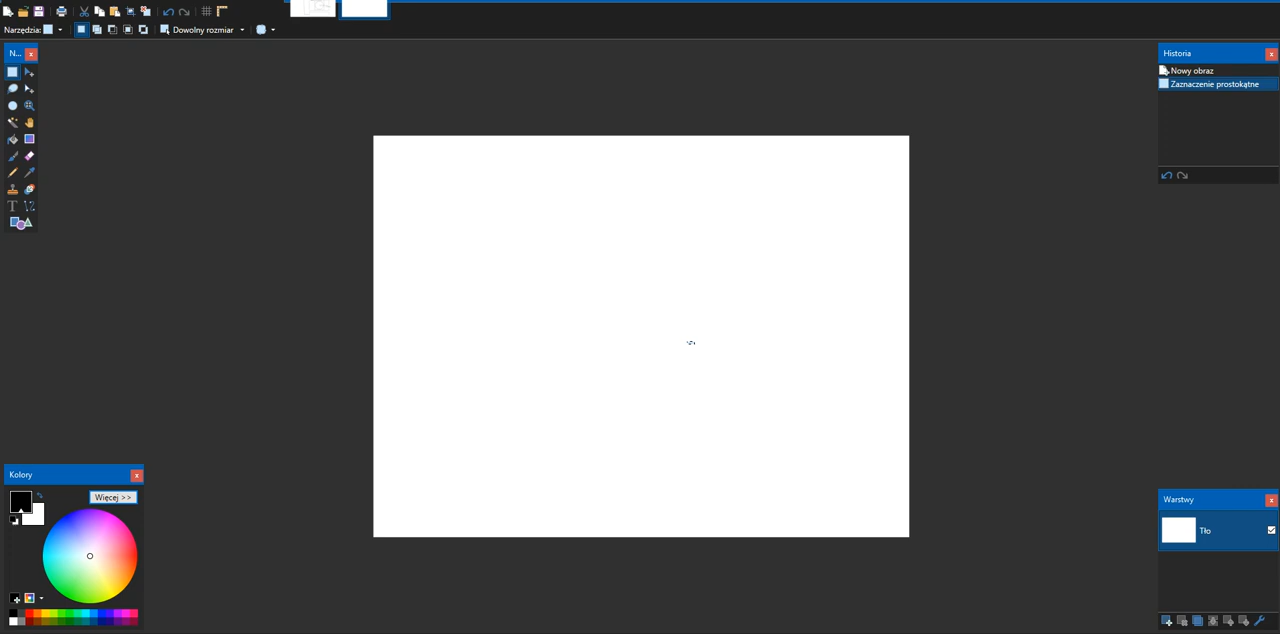 Narzędzia:
Dowolny rozmiar
N...
Historia
Nowy obraz
Zaznaczenie prostokątne
Kolory
Więcej >>
Warstwy
Tło